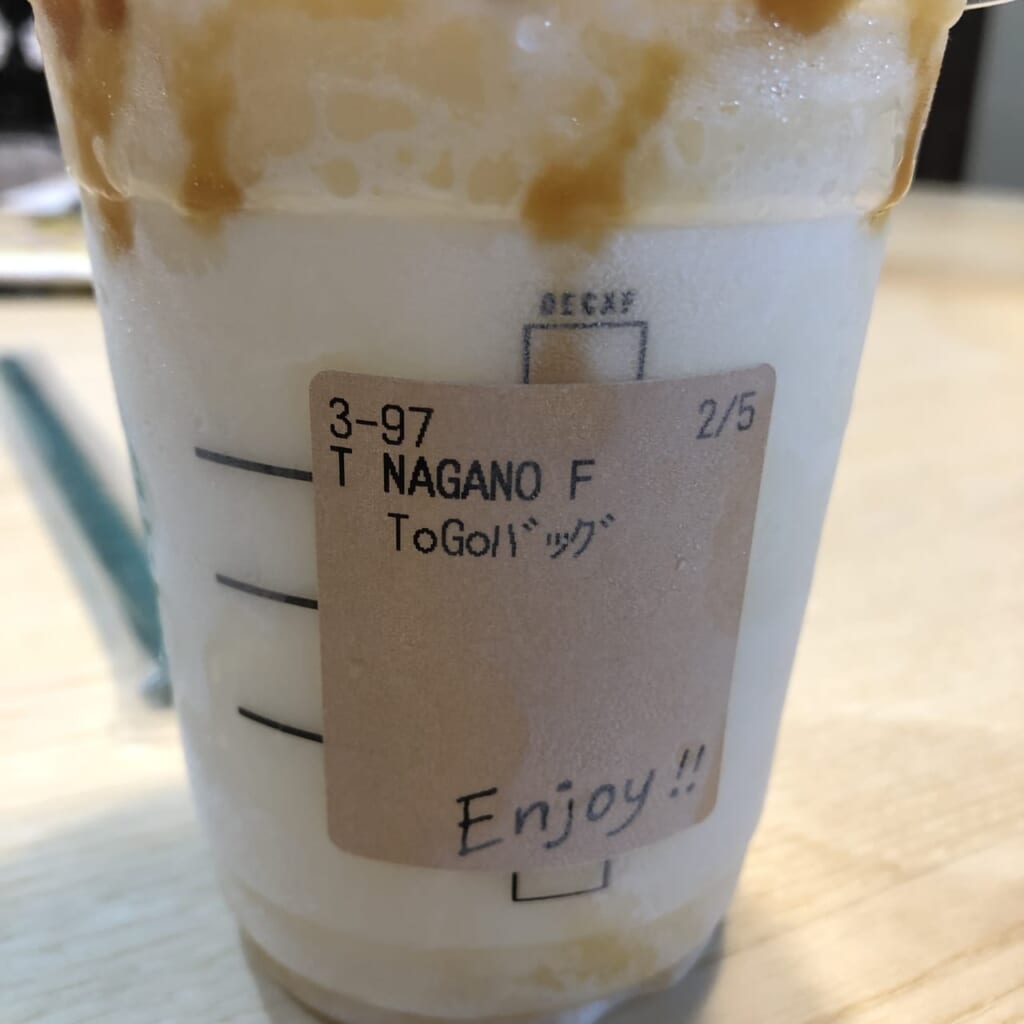 DECAF
3-97 2/5
T NAGANO F
ToGoバッグ
Enjoy!!